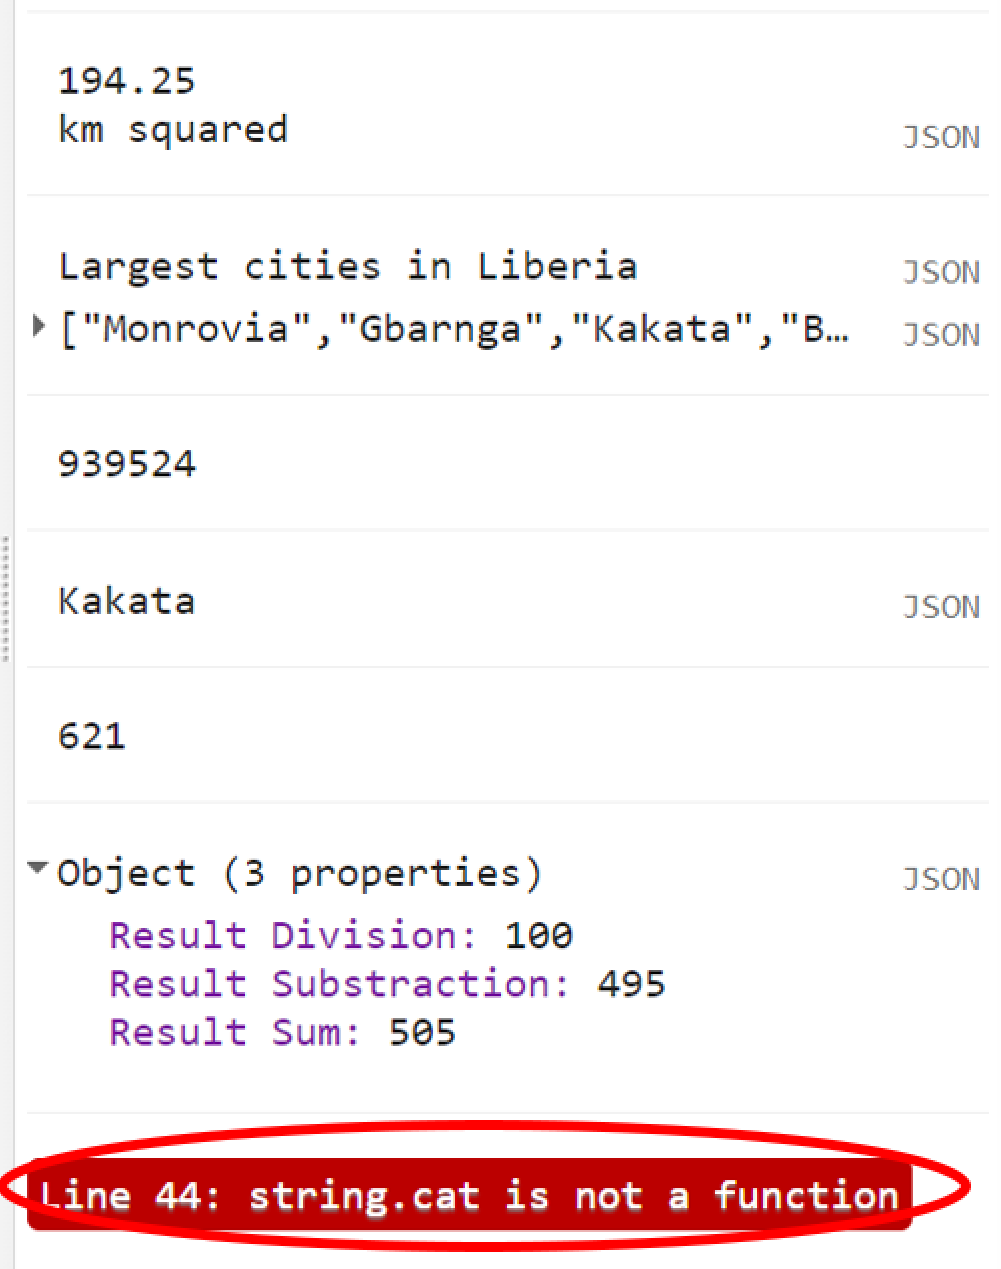 194.25
km squared
JSON
Largest cities in Liberia JSON
["Monrovia","Gbarnga","Kakata","B… JSON
939524
Kakata JSON
621
Object (3 properties) JSON
Result Division: 100
Result Substraction: 495
Result Sum: 505
Line 44: string.cat is not a function